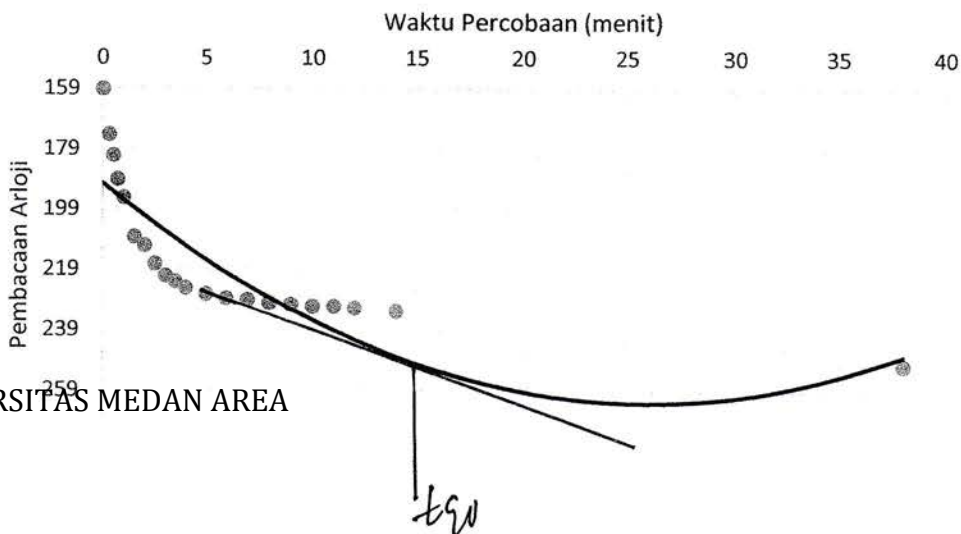 Waktu Percobaan (menit)
0 5 10 15 20 25 30 35 40
Pembacaan Arloji
159
179
199
219
239
259
RSITAS MEDAN AREA
t90